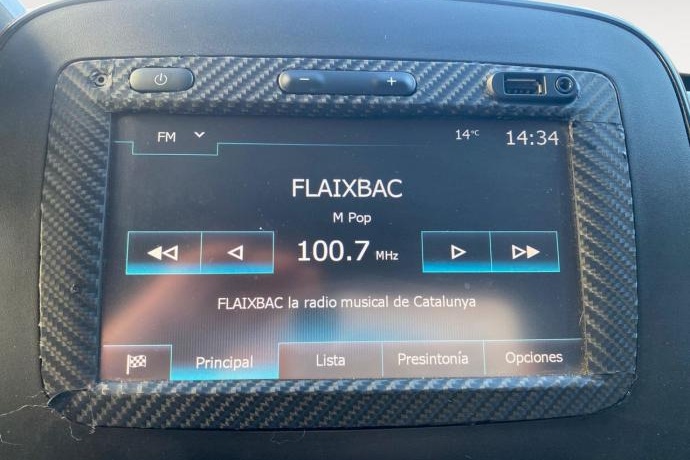 − +
FM 14°C 14:34
FLAIXBAC
M Pop
100.7 MHz
FLAIXBAC la radio musical de Catalunya
Principal Lista Presintonía Opciones